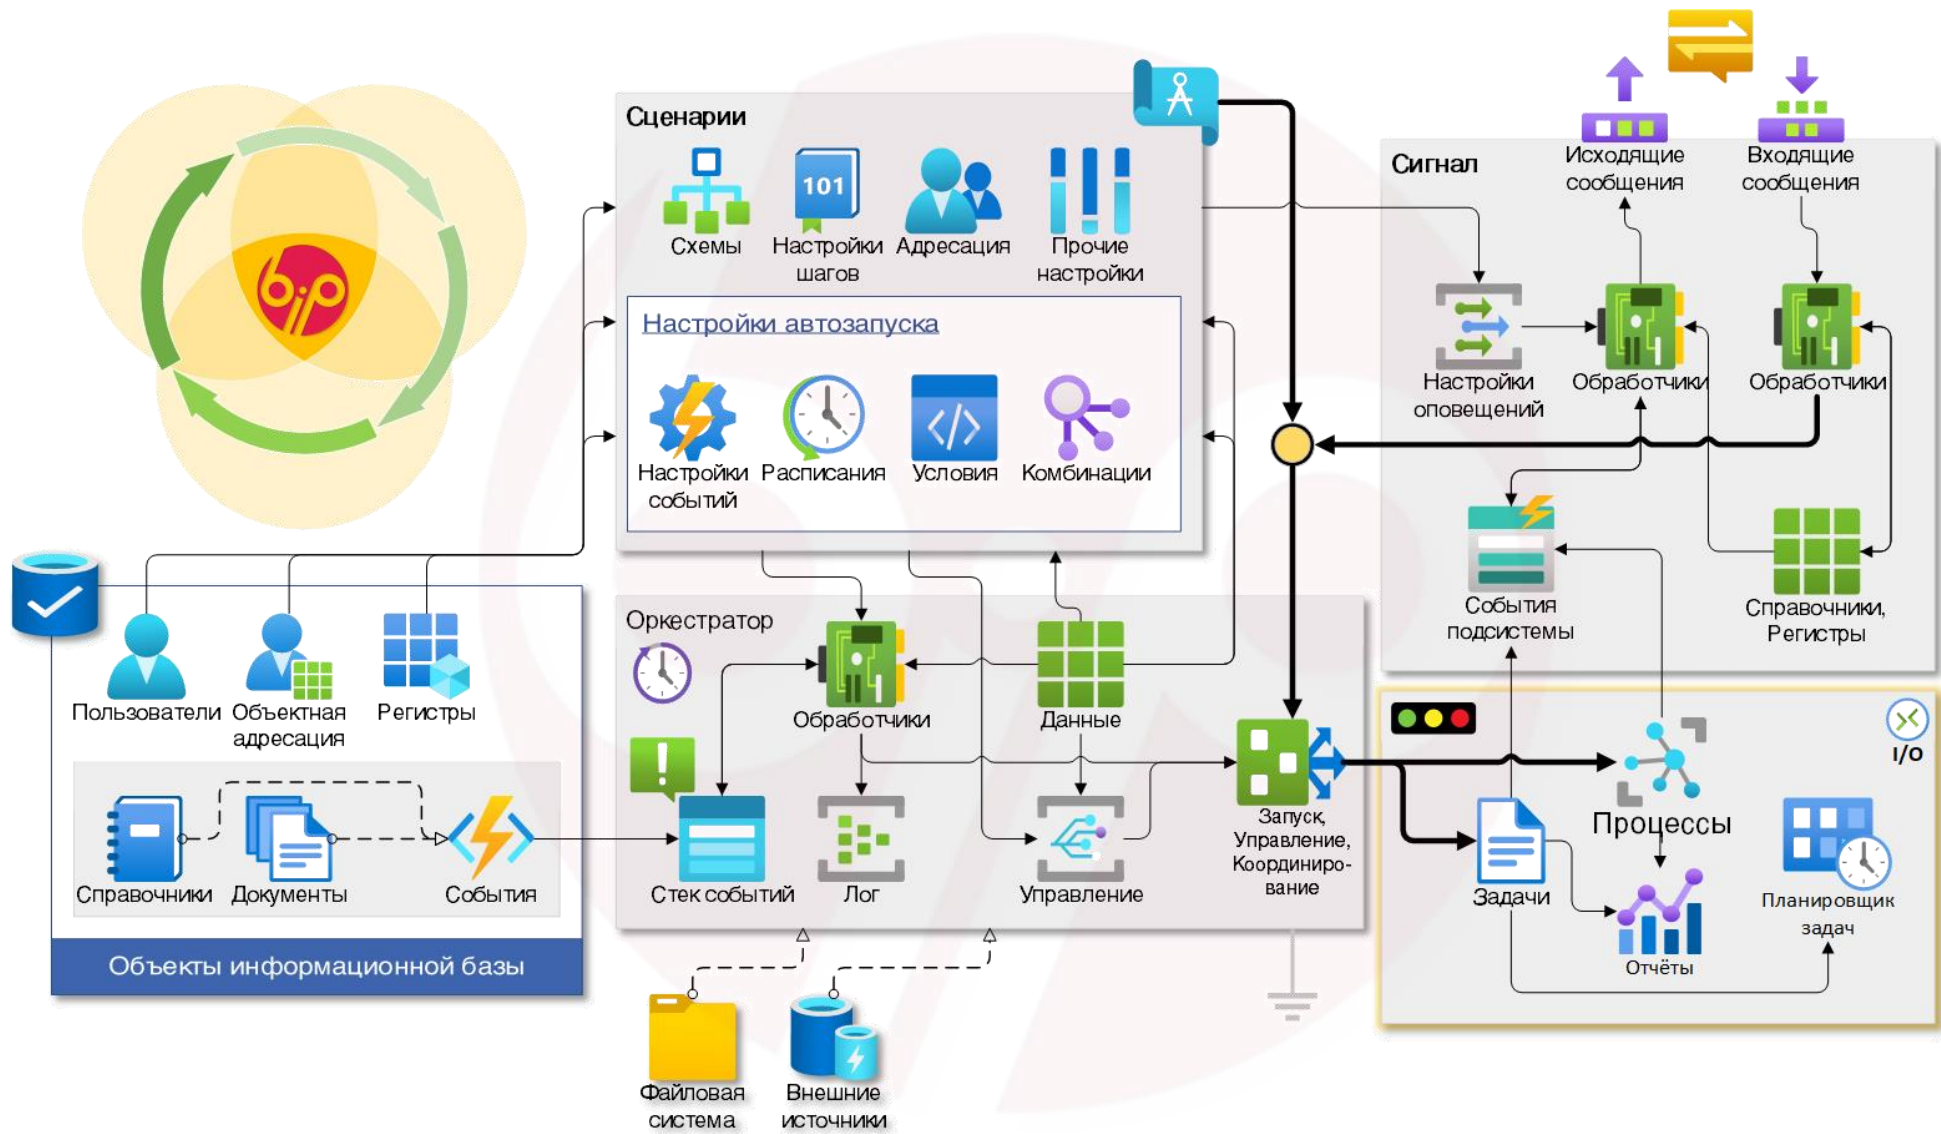 bip
Сценарии
Схемы
Настройки
шагов
101
Адресация
Прочие
настройки
Настройки автозапуска
Настройки
событий
Расписания
Условия
Комбинации
Сигнал
Исходящие
сообщения
Входящие
сообщения
Настройки
оповещений
Обработчики
Обработчики
События
подсистемы
Справочники,
Регистры
Пользователи
Объектная
адресация
Регистры
Справочники
Документы
События
Объекты информационной базы
Оркестратор
Обработчики
Данные
Стек событий
Лог
Управление
Запуск,
Управление,
Координиро-
вание
Файловая
система
Внешние
источники
I/O
Процессы
Задачи
Отчёты
Планировщик
задач